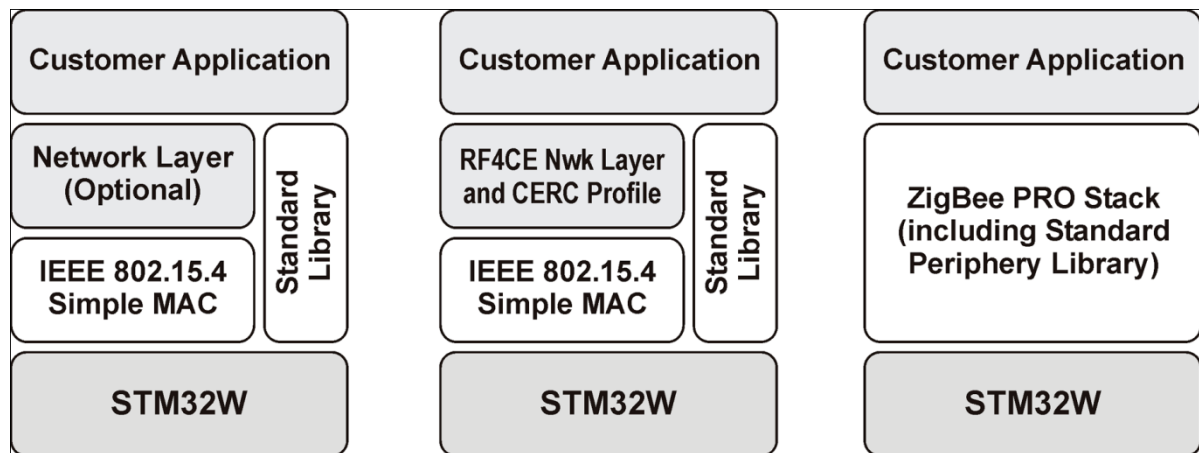 Customer Application
Network Layer
(Optional)
IEEE 802.15.4
Simple MAC
Standard
Library
STM32W
Customer Application
RF4CE Nwk Layer
and CERC Profile
IEEE 802.15.4
Simple MAC
Standard
Library
STM32W
Customer Application
ZigBee PRO Stack
(including Standard
Periphery Library)
STM32W